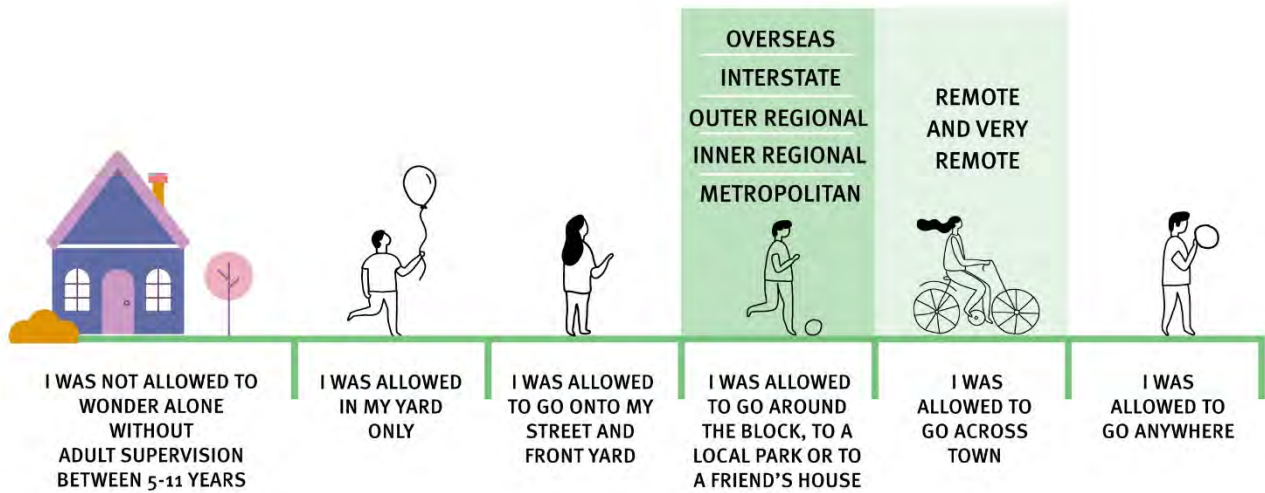 OVERSEAS
INTERSTATE
OUTER REGIONAL
INNER REGIONAL
METROPOLITAN
REMOTE
AND VERY
REMOTE
I WAS NOT ALLOWED TO
WONDER ALONE
WITHOUT
ADULT SUPERVISION
BETWEEN 5-11 YEARS
I WAS ALLOWED
IN MY YARD
ONLY
I WAS ALLOWED
TO GO ONTO MY
STREET AND
FRONT YARD
I WAS ALLOWED
TO GO AROUND
THE BLOCK, TO A
LOCAL PARK OR TO
A FRIEND'S HOUSE
I WAS
ALLOWED TO
GO ACROSS
TOWN
I WAS
ALLOWED TO
GO ANYWHERE